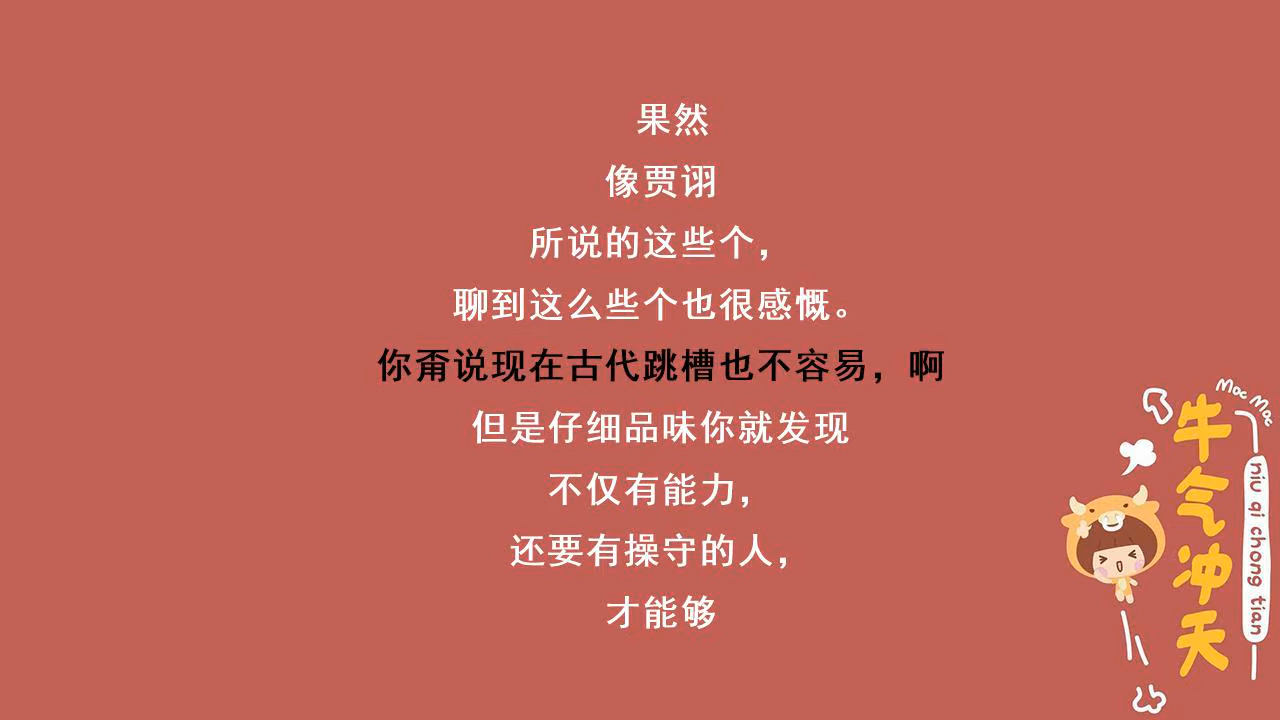 果然
像贾诩
所说的这些个，
聊到这么些个也很感慨。
你甭说现在古代跳槽也不容易，啊
但是仔细品味你就发现
不仅有能力，
还要有操守的人，
才能够
Moc Moc
牛气冲天
niu qi chong tian